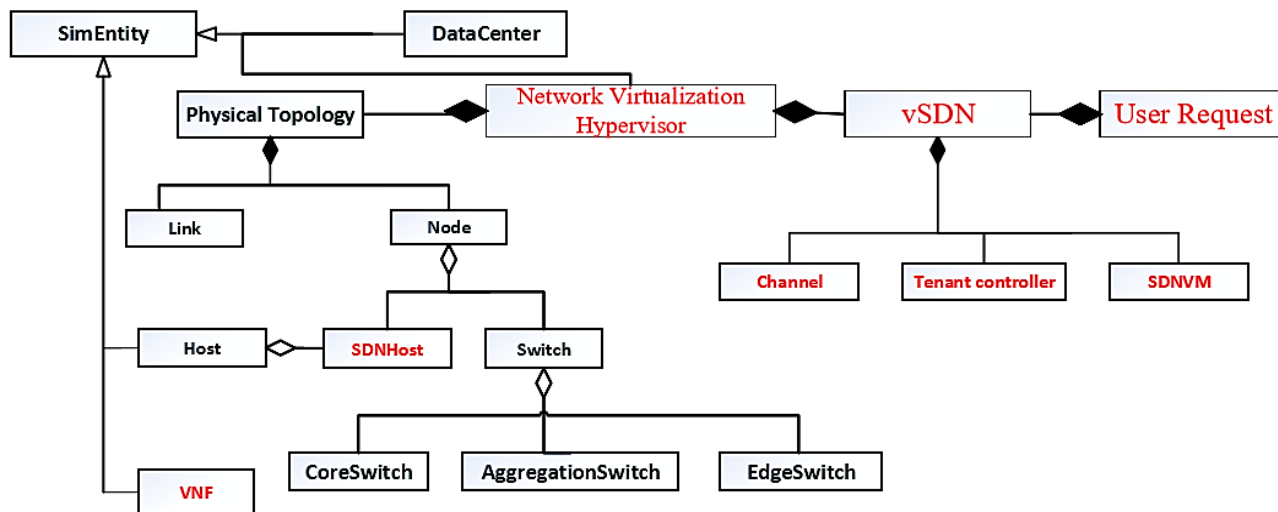 SimEntity
DataCenter
Physical Topology
Network Virtualization
Hypervisor
vSDN
User Request
Link
Node
Channel
Tenant controller
SDNVM
Host
SDNHost
Switch
CoreSwitch
AggregationSwitch
EdgeSwitch
VNF